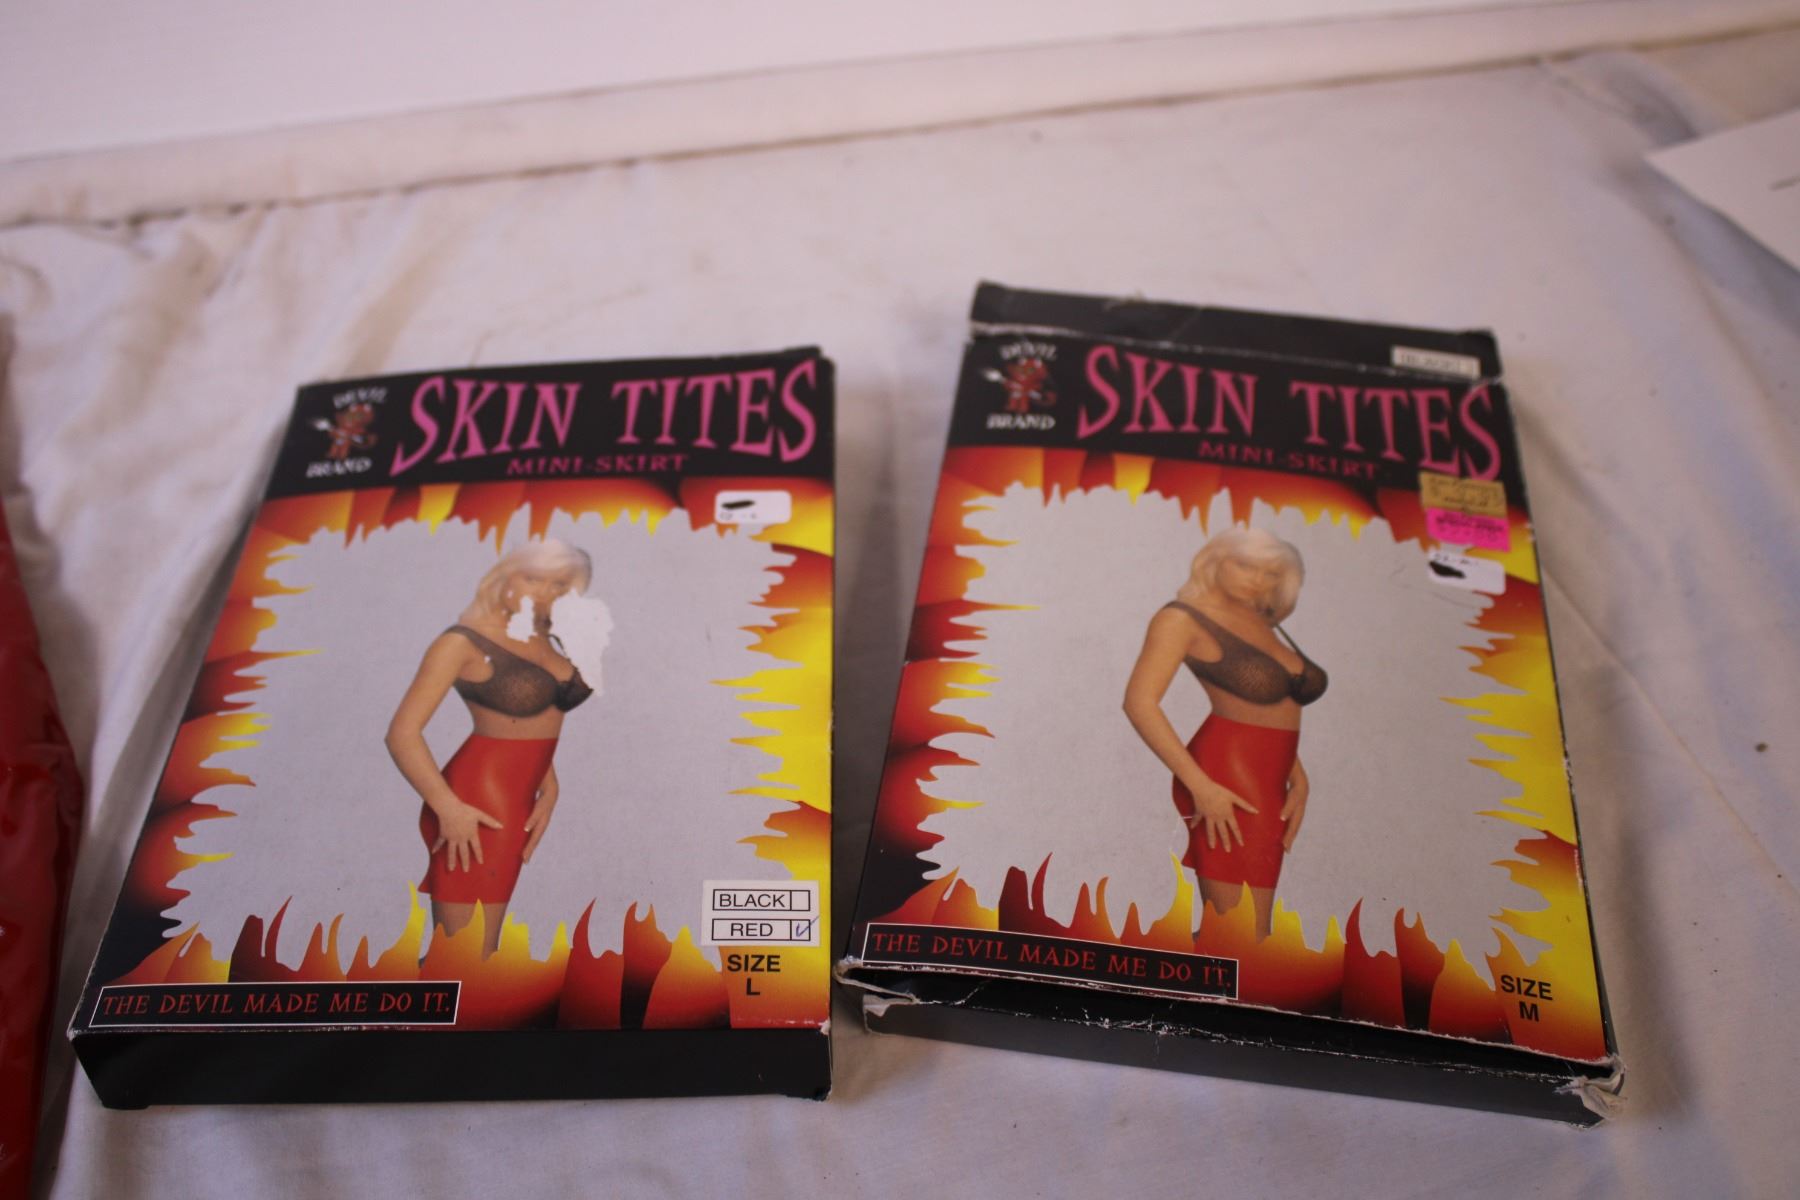 DEVIL
BRAND
SKIN TITES
MINI-SKIRT
BLACK
RED
SIZE
L
THE DEVIL MADE ME DO IT.
BLACK
DEVIL
BRAND
SKIN TITES
MINI-SKIRT
THE DEVIL MADE ME DO IT.
SIZE
M